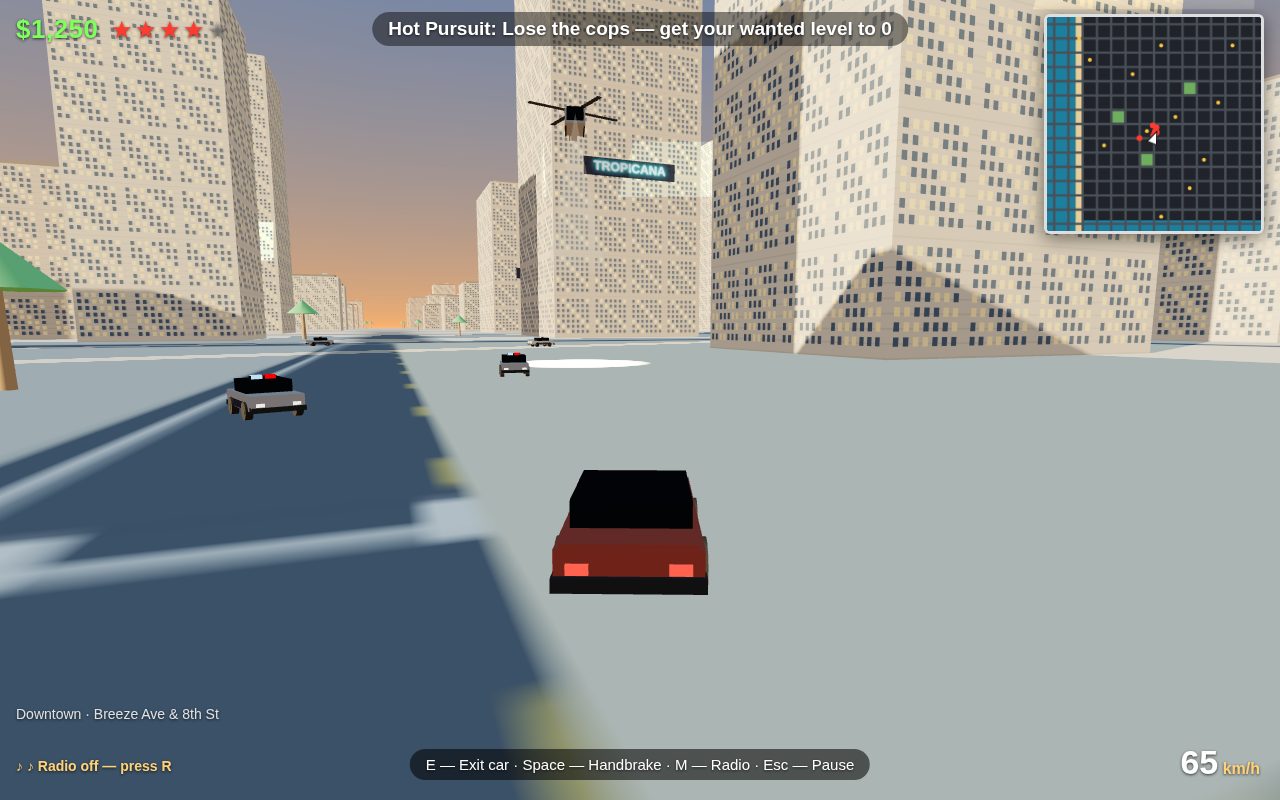 $1,250 ★★★★★
Hot Pursuit: Lose the cops — get your wanted level to 0
TROPICANA
Downtown · Breeze Ave & 8th St
♪ ♪ Radio off — press R
E — Exit car · Space — Handbrake · M — Radio · Esc — Pause
65 km/h